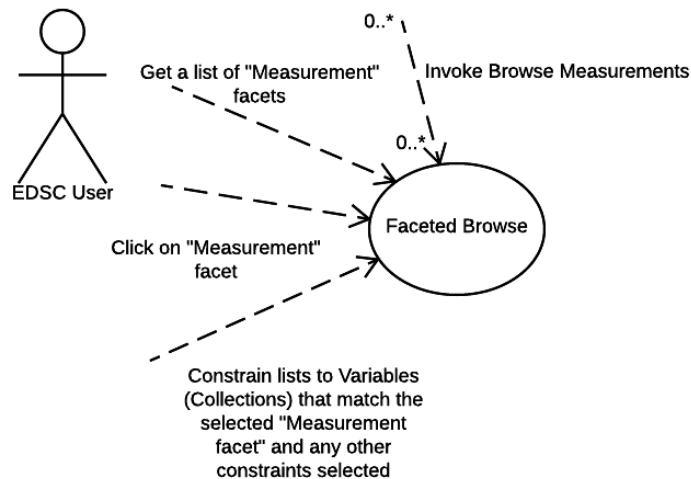 0..*
Get a list of "Measurement"
facets
Invoke Browse Measurements
0..*
EDSC User
Faceted Browse
Click on "Measurement"
facet
Constrain lists to Variables
(Collections) that match the
selected "Measurement
facet" and any other
constraints selected